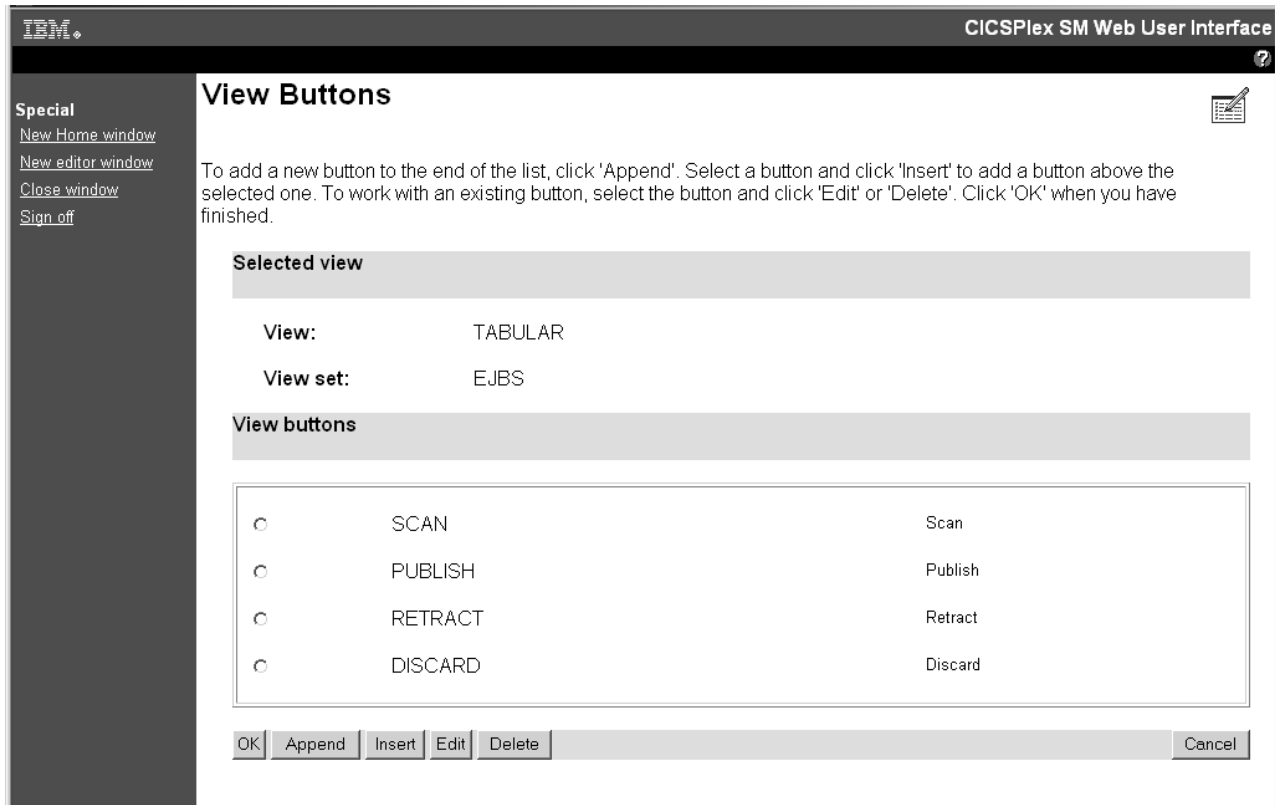 IBM.
CICSPlex SM Web User Interface
?
Special
New Home window
New editor window
Close window
Sign off
View Buttons
To add a new button to the end of the list, click 'Append'. Select a button and click 'Insert' to add a button above the
selected one. To work with an existing button, select the button and click 'Edit' or 'Delete'. Click 'OK' when you have
finished.
Selected view
View: TABULAR
View set: EJBS
View buttons
SCAN Scan
PUBLISH Publish
RETRACT Retract
DISCARD Discard
OK Append Insert Edit Delete Cancel